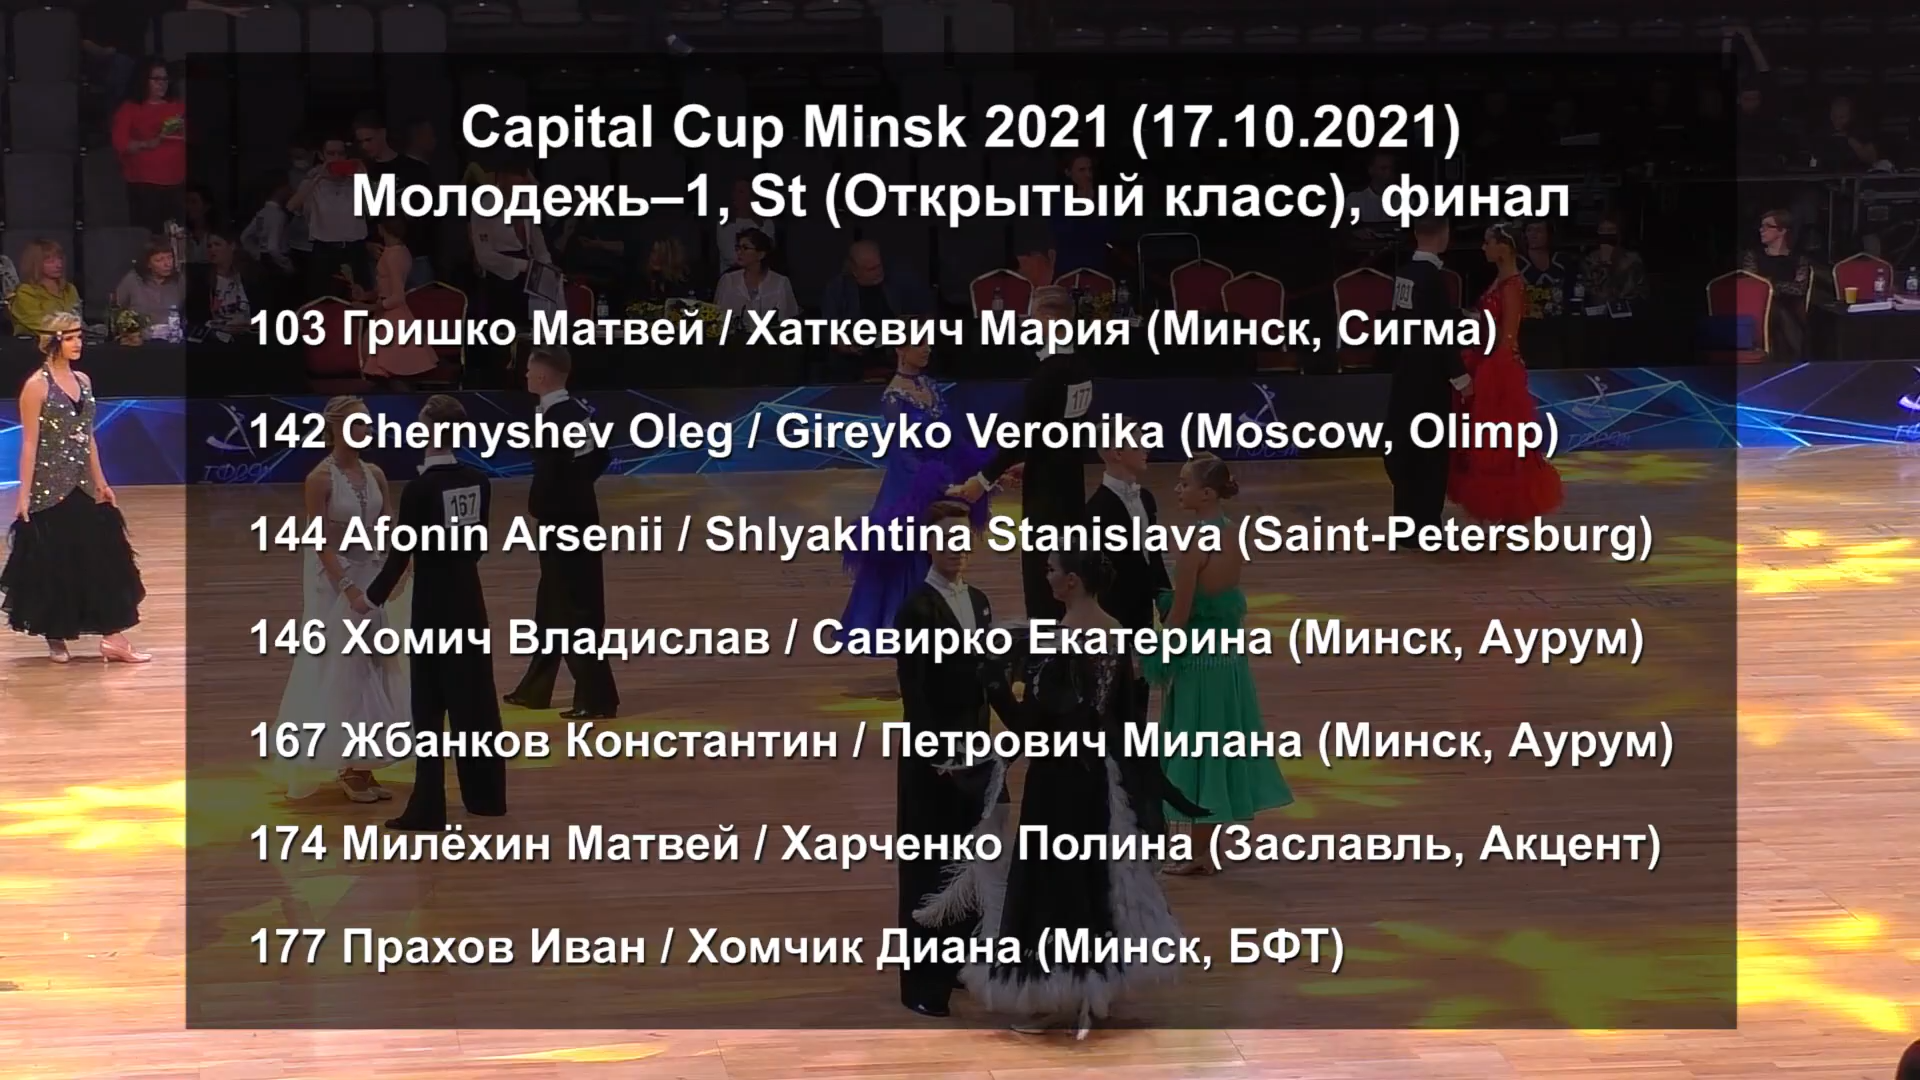 Capital Cup Minsk 2021 (17.10.2021)
Молодежь–1, St (Открытый класс), финал
103
103 Гришко Матвей / Хаткевич Мария (Минск, Сигма)
177
142 Chernyshev Oleg / Gireyko Veronika (Moscow, Olimp)
167
144 Afonin Arsenii / Shlyakhtina Stanislava (Saint-Petersburg)
146 Хомич Владислав / Савирко Екатерина (Минск, Аурум)
167 Жбанков Константин / Петрович Милана (Минск, Аурум)
174 Милёхин Матвей / Харченко Полина (Заславль, Акцент)
177 Прахов Иван / Хомчик Диана (Минск, БФТ)